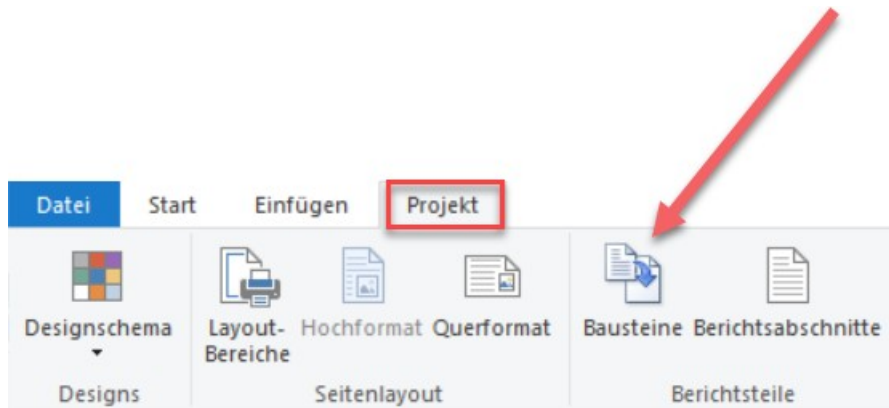 Datei Start Einfügen Projekt
Designschema Layout- Hochformat Querformat Bausteine Berichtsabschnitte
Bereiche
Designs Seitenlayout Berichtsteile